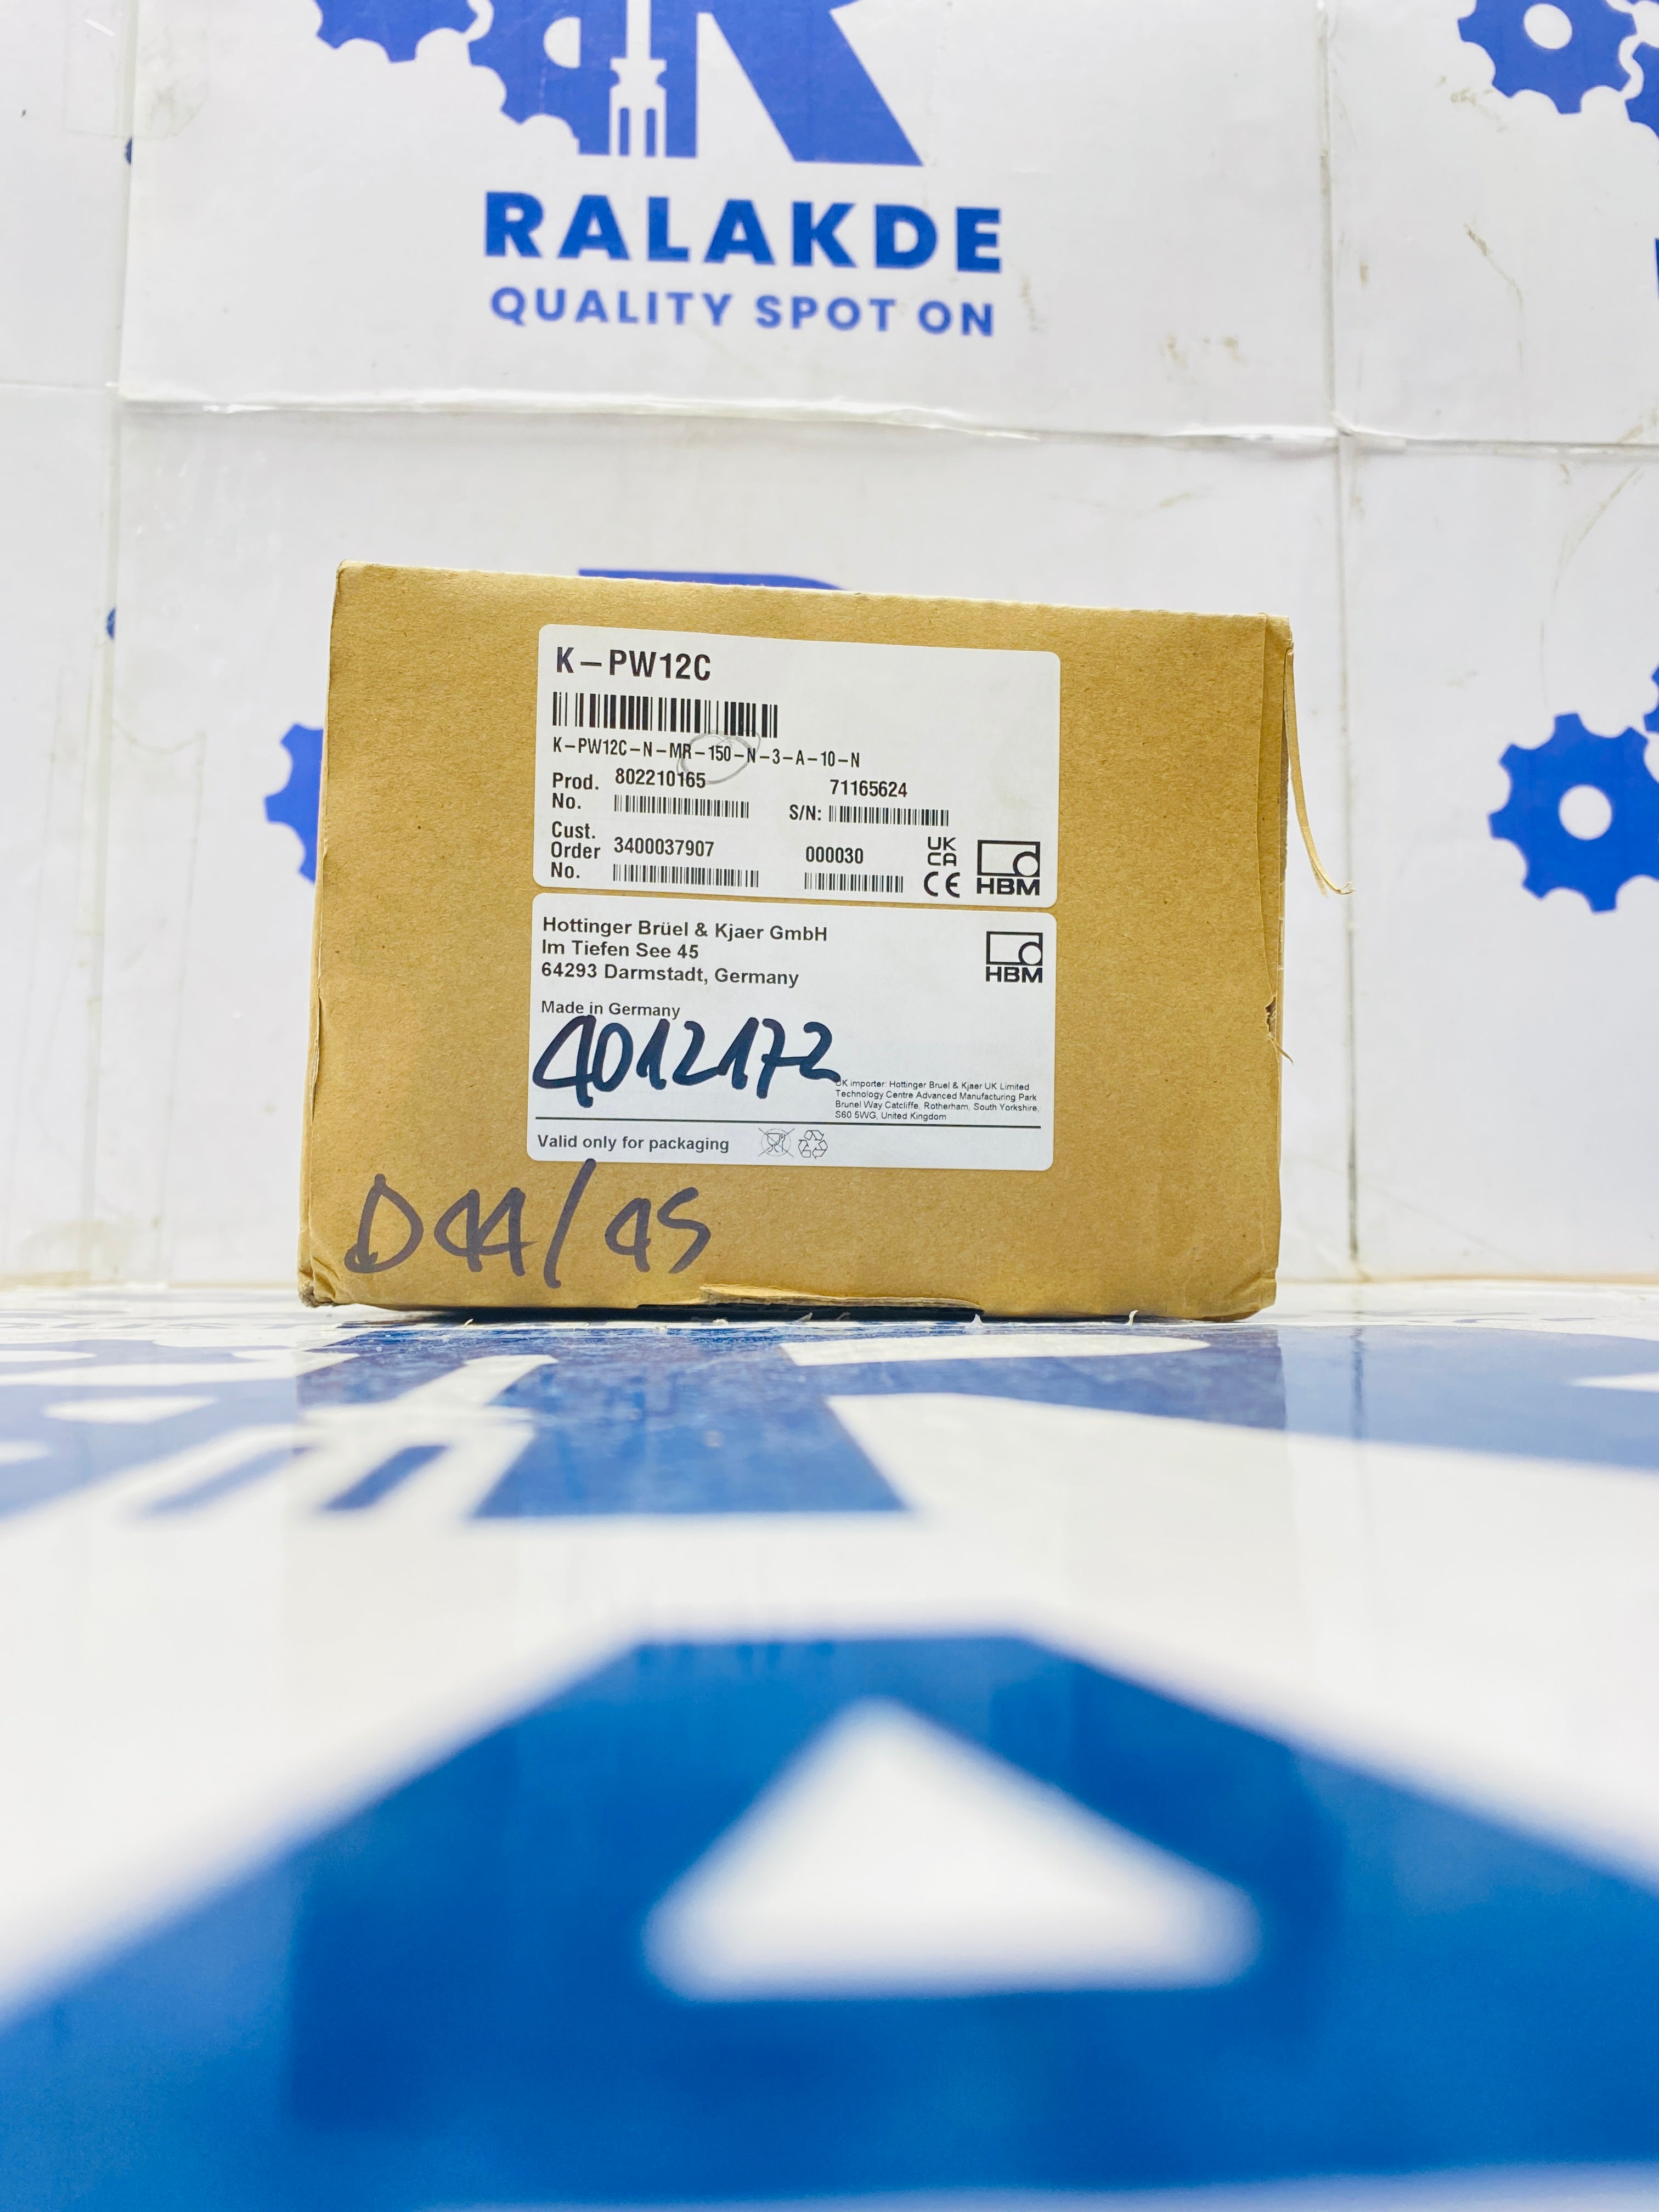 RALAKDE
QUALITY SPOT ON
K-PW12C
K-PW12C-N-MR-150-N-3-A-10-N
Prod. No. 802210165
S/N: 71165624
Cust. Order No. 3400037907
000030
UK CA
CE
HBM
Hottinger Brüel & Kjaer GmbH
Im Tiefen See 45
64293 Darmstadt, Germany
HBM
Made in Germany
4012172
UK importer: Hottinger Bruel & Kjaer UK Limited
Technology Centre Advanced Manufacturing Park
Brunel Way Catcliffe, Rotherham, South Yorkshire,
S60 5WG, United Kingdom
Valid only for packaging